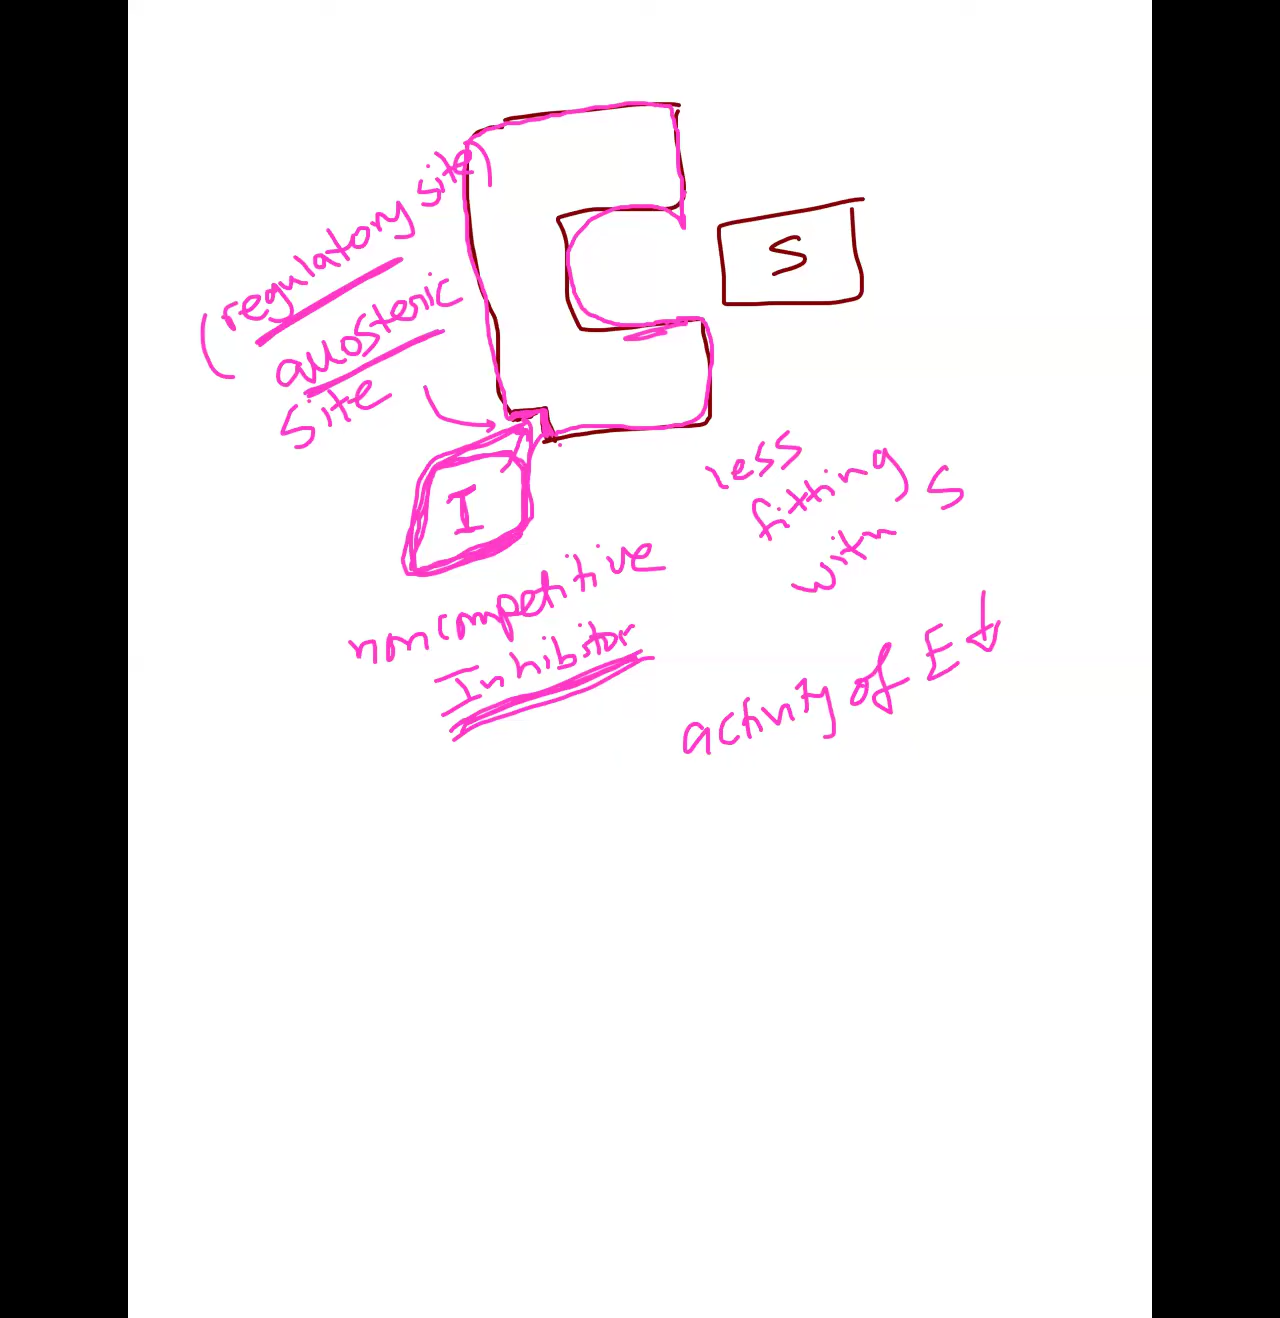 (regulatory site)
allosteric
site
S
I
noncompetitive
Inhibitor
less
fitting
with S
activity of E ↓